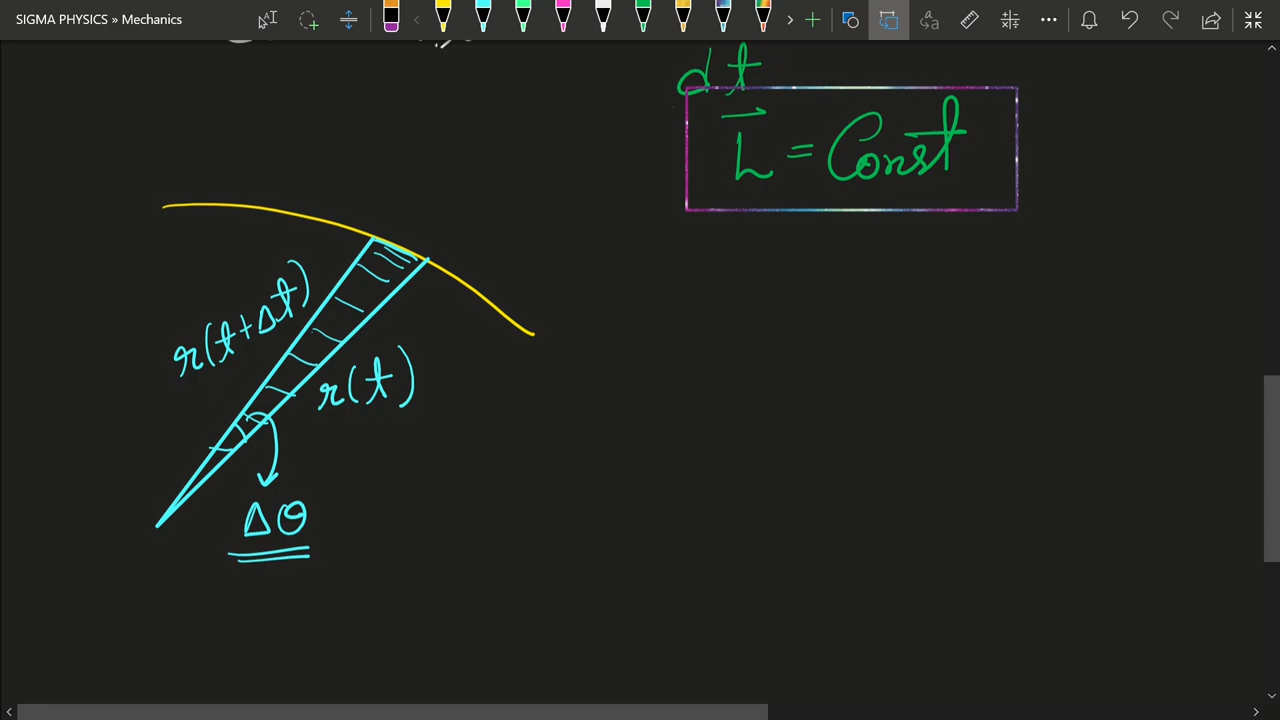 SIGMA PHYSICS » Mechanics
dt
L⃗ = Const
r(t+Δt)
r(t)
Δθ